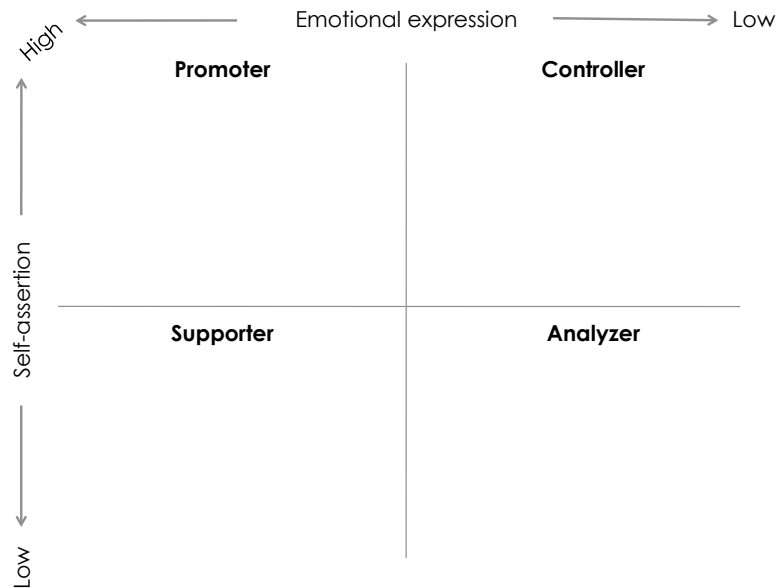 Emotional expression
High
Low
Promoter
Controller
Self-assertion
Supporter
Analyzer
Low